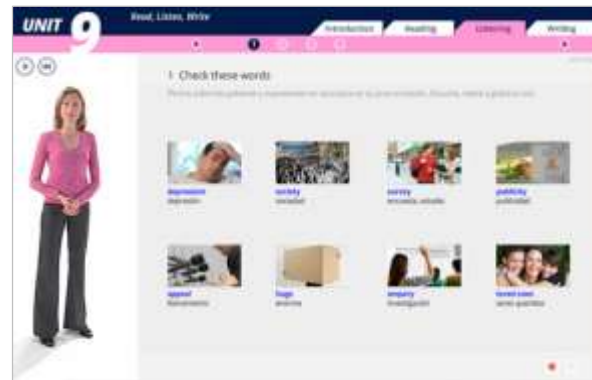 UNIT 9
Read, Listen, Write
Introduction
Reading
Listening
Writing
1 Check these words
depression
depresión
society
sociedad
survey
encuesta, estudio
publicity
publicidad
appeal
llamamiento
huge
enorme
enquiry
investigación
loved ones
seres queridos